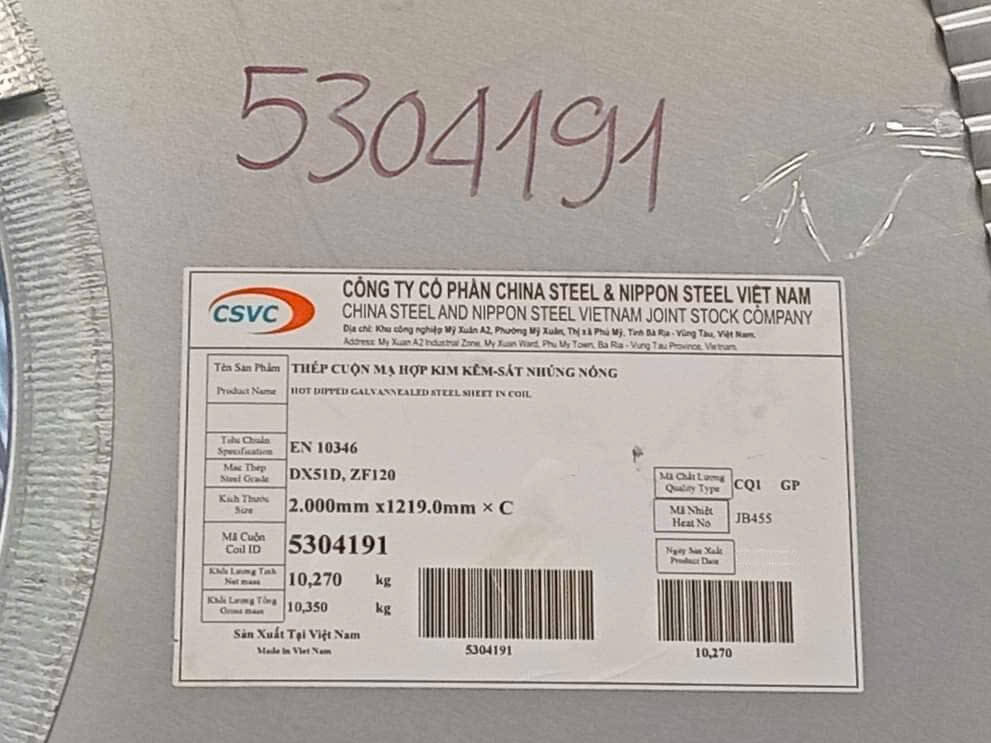 5304191
CSVC
CÔNG TY CỔ PHẦN CHINA STEEL & NIPPON STEEL VIỆT NAM
CHINA STEEL AND NIPPON STEEL VIETNAM JOINT STOCK COMPANY
Địa chỉ: Khu công nghiệp Mỹ Xuân A2, Phường Mỹ Xuân, Thị xã Phú Mỹ, Tỉnh Bà Rịa - Vũng Tàu, Việt Nam.
Address: My Xuan A2 Industrial Zone, My Xuan Ward, Phu My Town, Ba Ria - Vung Tau Province, Vietnam.
Tên Sản Phẩm THÉP CUỘN MẠ HỢP KIM KẼM-SẮT NHÚNG NÓNG
Product Name HOT DIPPED GALVANNEALED STEEL SHEET IN COIL
Tiêu Chuẩn
Specification EN 10346
Mác Thép
Steel Grade DX51D, ZF120
Mã Chất Lượng
Quality Type CQ1 GP
Kích Thước
Size 2.000mm x1219.0mm × C
Mã Nhiệt
Heat No JB455
Mã Cuộn
Coil ID 5304191
Ngày Sản Xuất
Product Date
Khối Lượng Tịnh
Net mass 10,270 kg
Khối Lượng Tổng
Gross mass 10,350 kg
Sản Xuất Tại Việt Nam
Made in Viet Nam
5304191
10,270